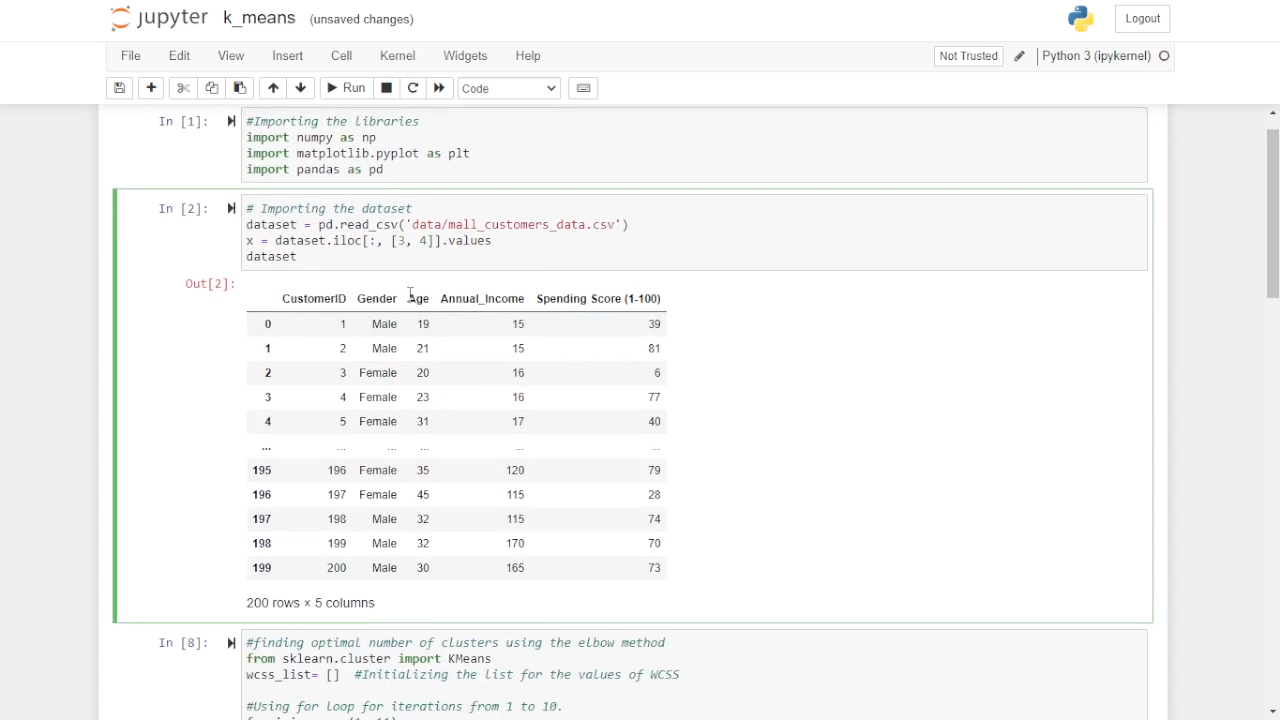 jupyter k_means (unsaved changes) Logout
File Edit View Insert Cell Kernel Widgets Help Not Trusted Python 3 (ipykernel)
Run Code
In [1]: #Importing the libraries
import numpy as np
import matplotlib.pyplot as plt
import pandas as pd
In [2]: # Importing the dataset
dataset = pd.read_csv('data/mall_customers_data.csv')
x = dataset.iloc[:, [3, 4]].values
dataset
Out[2]:
CustomerID Gender Age Annual_Income Spending Score (1-100)
0 1 Male 19 15 39
1 2 Male 21 15 81
2 3 Female 20 16 6
3 4 Female 23 16 77
4 5 Female 31 17 40
... ... ... ... ... ...
195 196 Female 35 120 79
196 197 Female 45 115 28
197 198 Male 32 115 74
198 199 Male 32 170 70
199 200 Male 30 165 73
200 rows × 5 columns
In [8]: #finding optimal number of clusters using the elbow method
from sklearn.cluster import KMeans
wcss_list= [] #Initializing the list for the values of WCSS
#Using for loop for iterations from 1 to 10.